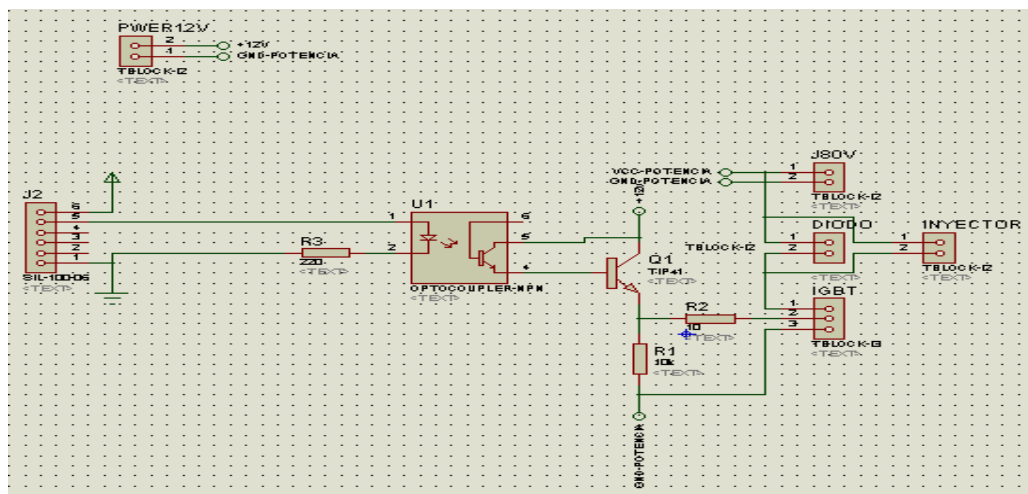 PWER12V
2
1
+12V
GND-POTENCIA
TBLOCK-I2
<TEXT>
J2
6
5
4
3
2
1
SIL-100-06
<TEXT>
R3
220
<TEXT>
U1
1
2
6
5
4
OPTOCOUPLER-NPN
<TEXT>
+12V
Q1
TIP41
<TEXT>
R2
10
<TEXT>
R1
10k
<TEXT>
GND-POTENCIA
VCC-POTENCIA
GND-POTENCIA
J80V
1
2
TBLOCK-I2
<TEXT>
DIODO
1
2
TBLOCK-I2
<TEXT>
INYECTOR
1
2
TBLOCK-I2
<TEXT>
IGBT
1
2
3
TBLOCK-I3
<TEXT>